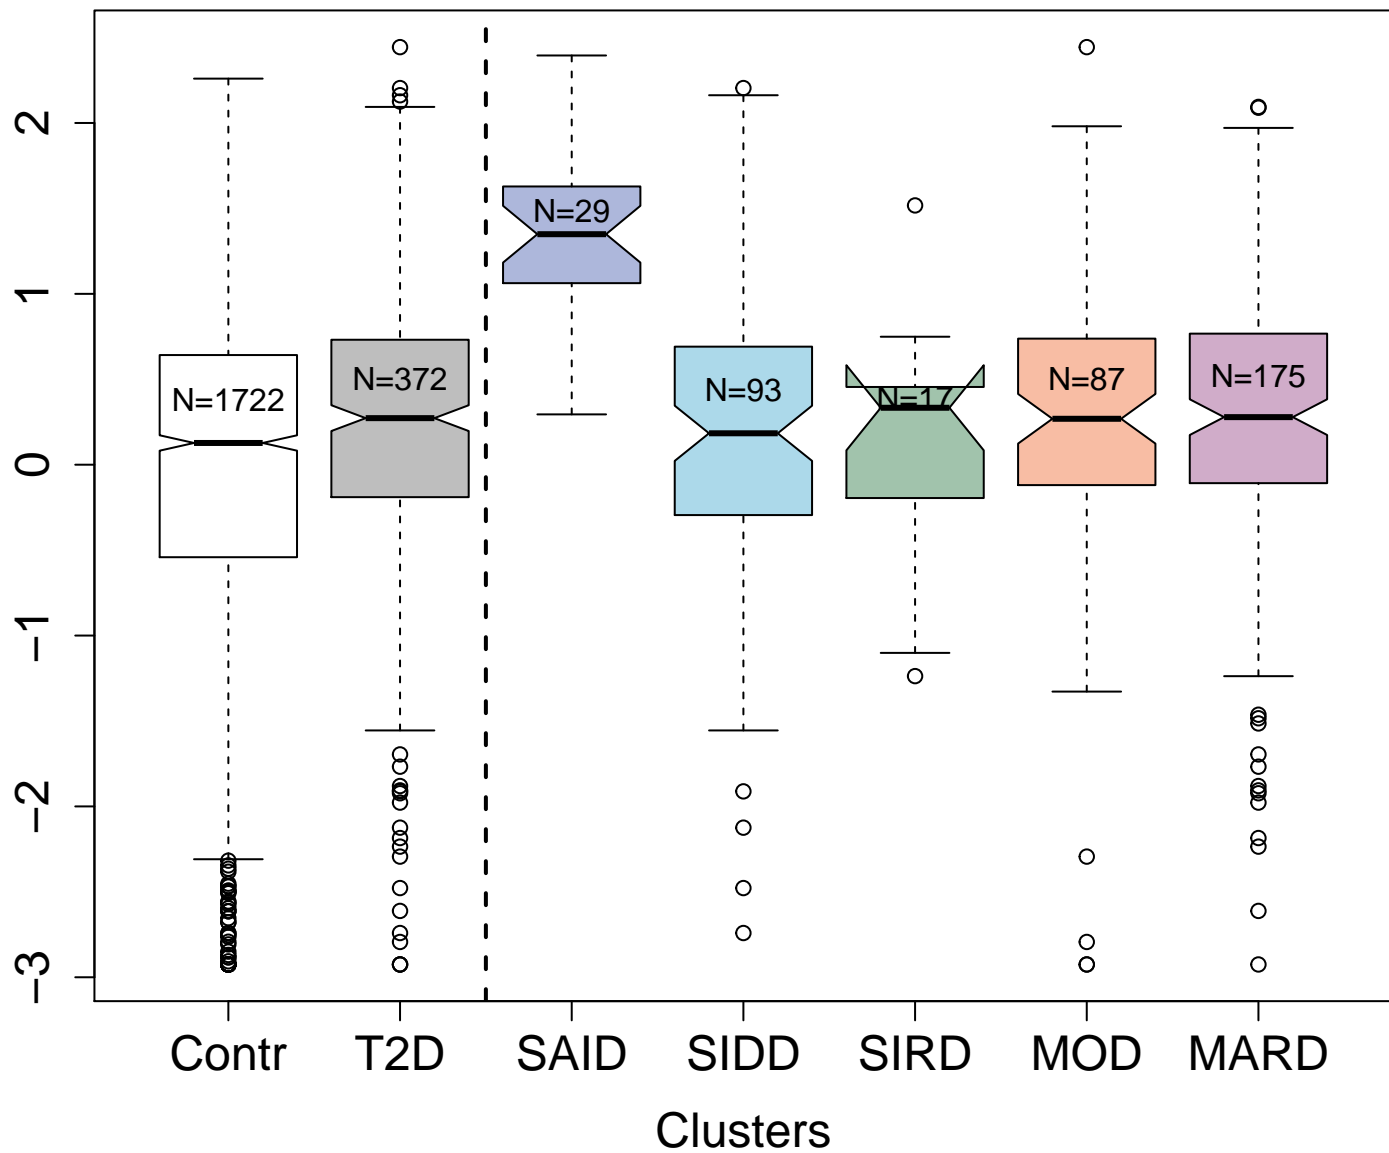 2
1
0
−1
−2
−3
N=1722
N=372
N=29
N=93
N=17
N=87
N=175
Contr T2D SAID SIDD SIRD MOD MARD
Clusters